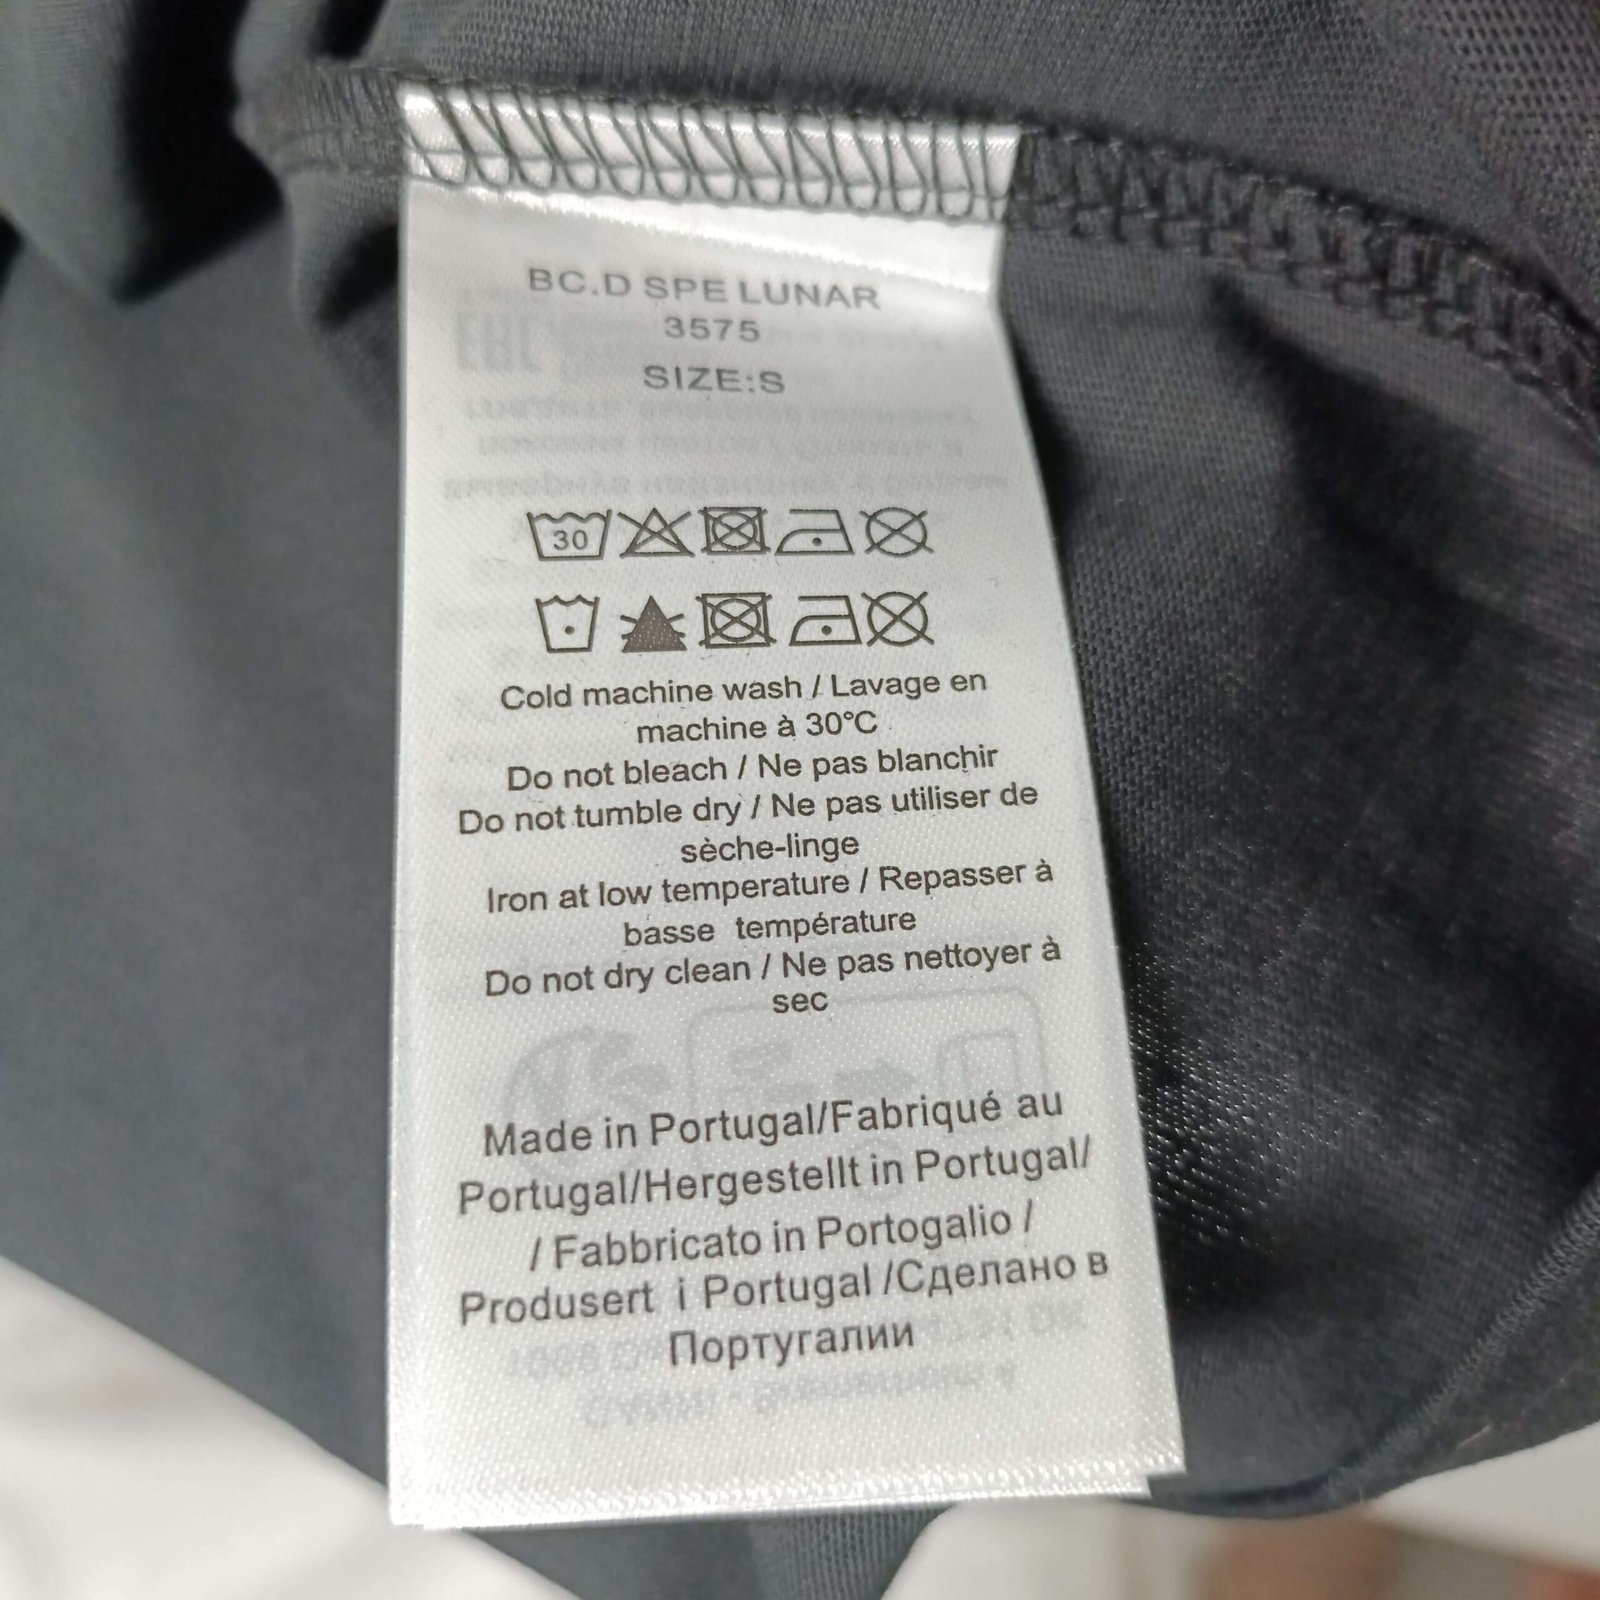 BC.D SPE LUNAR
3575
SIZE:S
30
Cold machine wash / Lavage en
machine à 30°C
Do not bleach / Ne pas blanchir
Do not tumble dry / Ne pas utiliser de
sèche-linge
Iron at low temperature / Repasser à
basse température
Do not dry clean / Ne pas nettoyer à
sec
Made in Portugal/Fabriqué au
Portugal/Hergestellt in Portugal/
/ Fabbricato in Portogalio /
Produsert i Portugal /Сделано в
Португалии